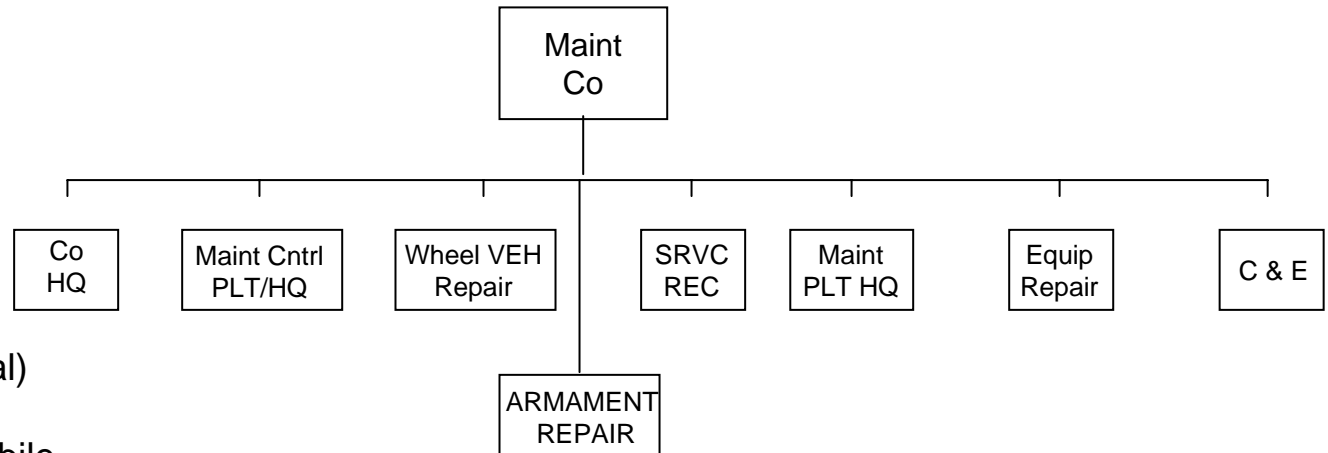 Maint
Co
Co
HQ
Maint Cntrl
PLT/HQ
Wheel VEH
Repair
SRVC
REC
Maint
PLT HQ
Equip
Repair
C & E
al)
ARMAMENT
REPAIR